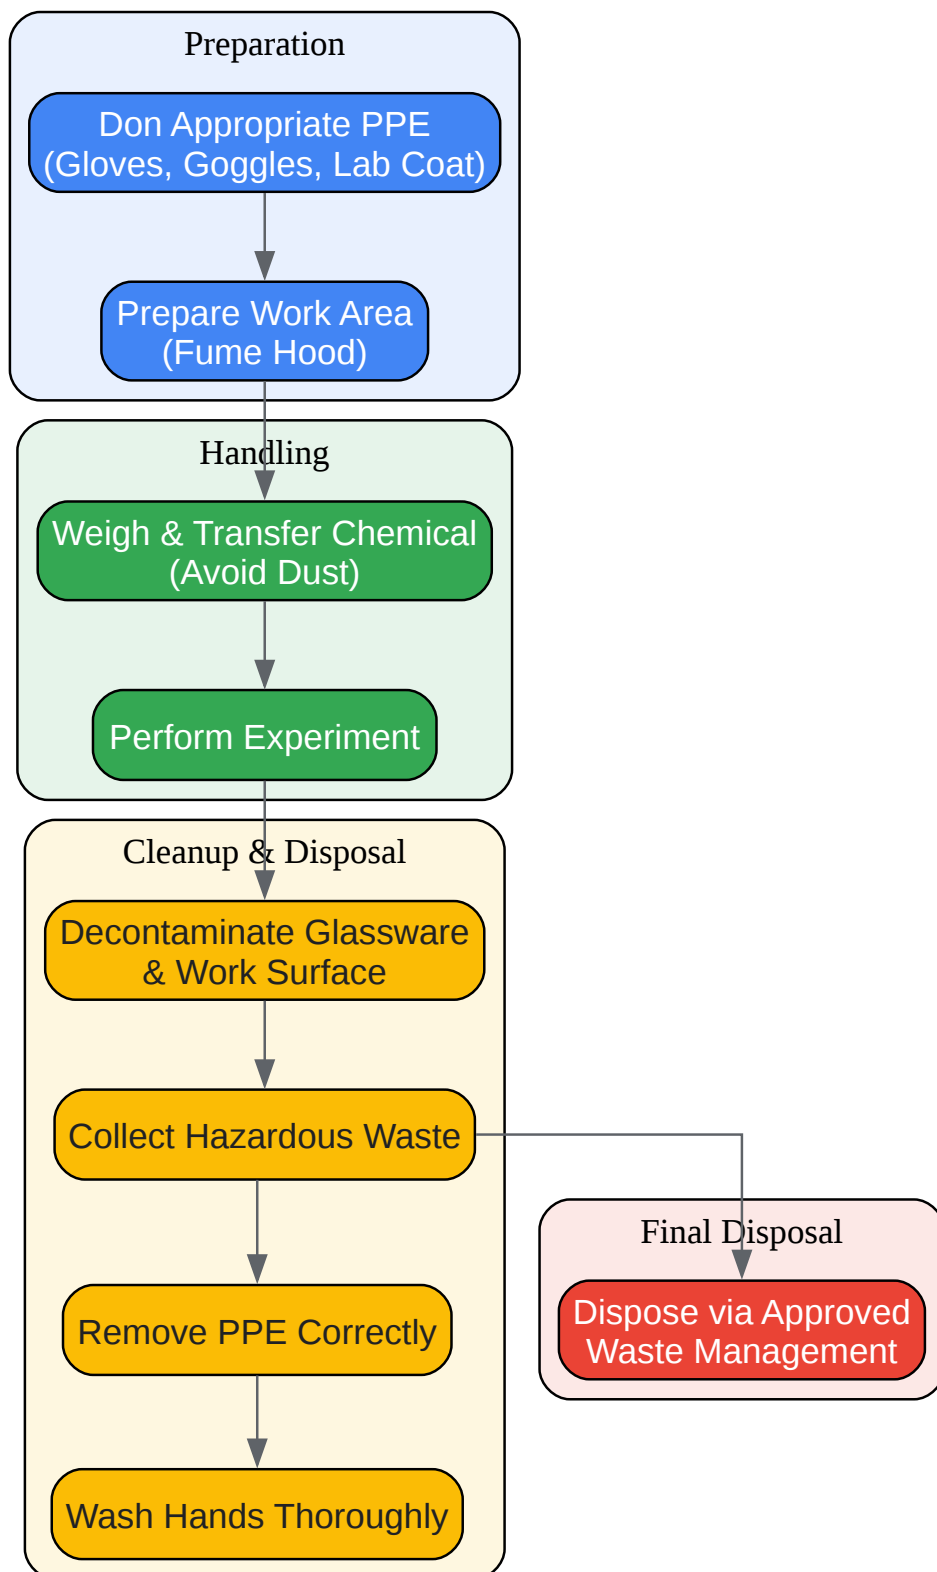 Preparation
Don Appropriate PPE
(Gloves, Goggles, Lab Coat)
Prepare Work Area
(Fume Hood)
Handling
Weigh & Transfer Chemical
(Avoid Dust)
Perform Experiment
Cleanup & Disposal
Decontaminate Glassware
& Work Surface
Collect Hazardous Waste
Remove PPE Correctly
Wash Hands Thoroughly
Final Disposal
Dispose via Approved
Waste Management